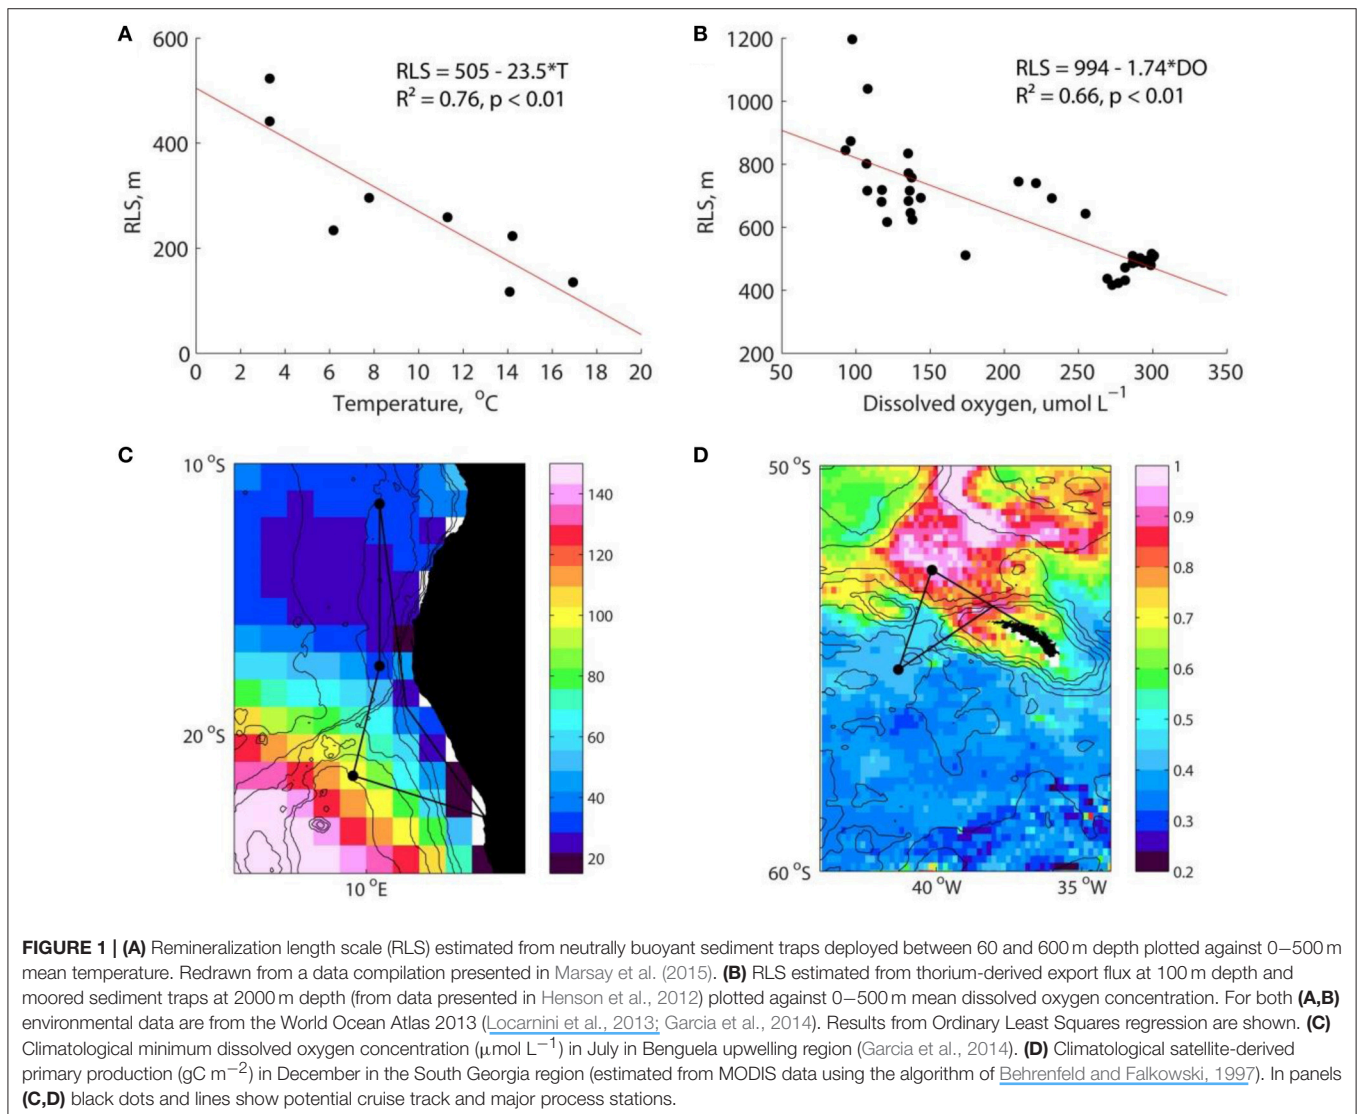 A
600
400
200
0
RLS, m
RLS = 505 - 23.5*T
R² = 0.76, p < 0.01
0 2 4 6 8 10 12 14 16 18 20
Temperature, °C
B
1200
1000
800
600
400
200
RLS, m
RLS = 994 - 1.74*DO
R² = 0.66, p < 0.01
50 100 150 200 250 300 350
Dissolved oxygen, umol L⁻¹
C
10 °S
20 °S
10 °E
140
120
100
80
60
40
20
D
50 °S
60 °S
40 °W 35 °W
1
0.9
0.8
0.7
0.6
0.5
0.4
0.3
0.2
FIGURE 1 | (A) Remineralization length scale (RLS) estimated from neutrally buoyant sediment traps deployed between 60 and 600 m depth plotted against 0–500 m
mean temperature. Redrawn from a data compilation presented in Marsay et al. (2015). (B) RLS estimated from thorium-derived export flux at 100 m depth and
moored sediment traps at 2000 m depth (from data presented in Henson et al., 2012) plotted against 0–500 m mean dissolved oxygen concentration. For both (A,B)
environmental data are from the World Ocean Atlas 2013 (Locarnini et al., 2013; Garcia et al., 2014). Results from Ordinary Least Squares regression are shown. (C)
Climatological minimum dissolved oxygen concentration (μmol L⁻¹) in July in Benguela upwelling region (Garcia et al., 2014). (D) Climatological satellite-derived
primary production (gC m⁻²) in December in the South Georgia region (estimated from MODIS data using the algorithm of Behrenfeld and Falkowski, 1997). In panels
(C,D) black dots and lines show potential cruise track and major process stations.